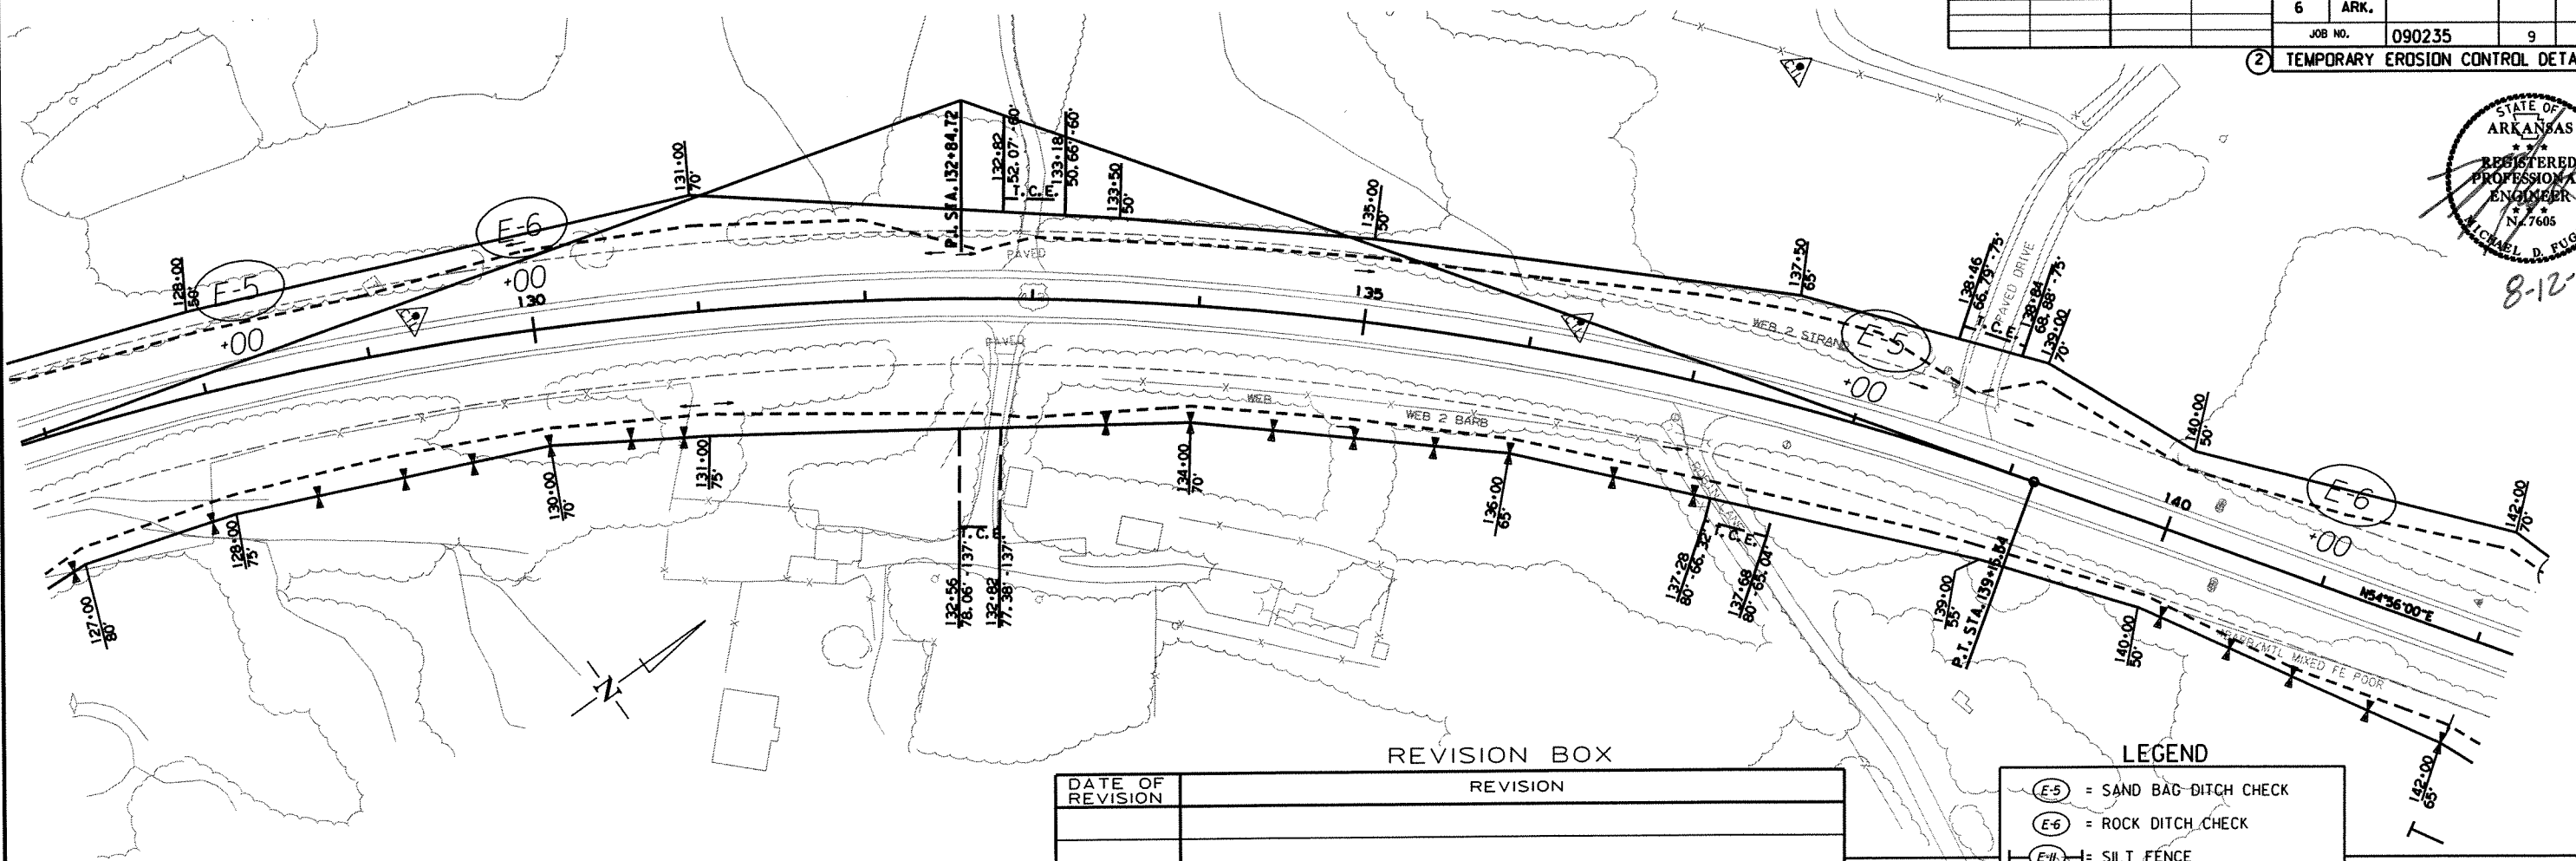 6 ARK.
JOB NO. 090235 9
2 TEMPORARY EROSION CONTROL DETA
STATE OF
ARKANSAS
REGISTERED
PROFESSIONA
ENGINEER
No. 7605
MICHAEL D. FUG
8-12-
P.I. STA. 132+84.72
132+82
52.07'-60'
133+18
50.66'-60'
T.C.E.
133+50
50'
131+00
70'
135+00
50'
137+50
65'
138+46
66.79'-75'
T.C.E.
138+84
68.88'-75'
139+00
70'
PAVED DRIVE
128+00
50'
E-5
+00
E-6
+00
130
PAVED
135
WEB 2 STRAND
E-5
+00
140+00
50'
E-6
+00
142+00
70'
140
N54°56'00"E
PAVED
WEB
WEB 2 BARB
127+00
80'
128+00
75'
130+00
70'
131+00
75'
T.C.E.
132+56
78.06'-137'
132+82
77.38'-137'
134+00
70'
136+00
65'
137+28
80'-66.32'
T.C.E.
137+68
80'-65.04'
139+00
55'
P.T. STA. 139+15.04
140+00
50'
BARB/MTL MIXED FE POOR
142+00
65'
N
REVISION BOX
DATE OF REVISION
REVISION
LEGEND
E-5 = SAND BAG DITCH CHECK
E-6 = ROCK DITCH CHECK
E-11 = SILT FENCE